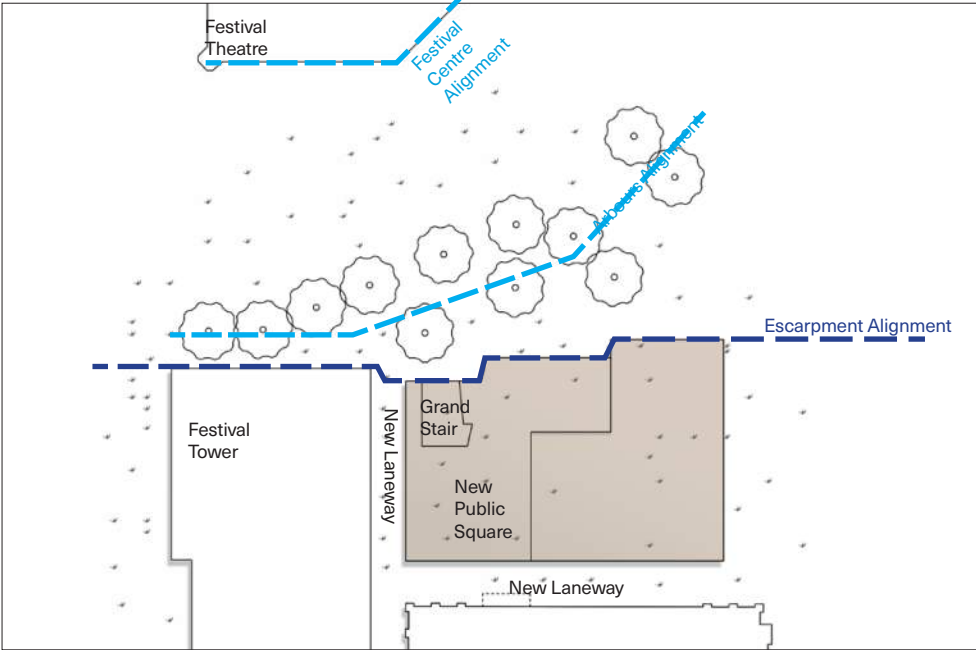 Festival
Theatre
Festival
Centre
Alignment
Arbours Alignment
Escarpment Alignment
Festival
Tower
New Laneway
Grand
Stair
New
Public
Square
New Laneway